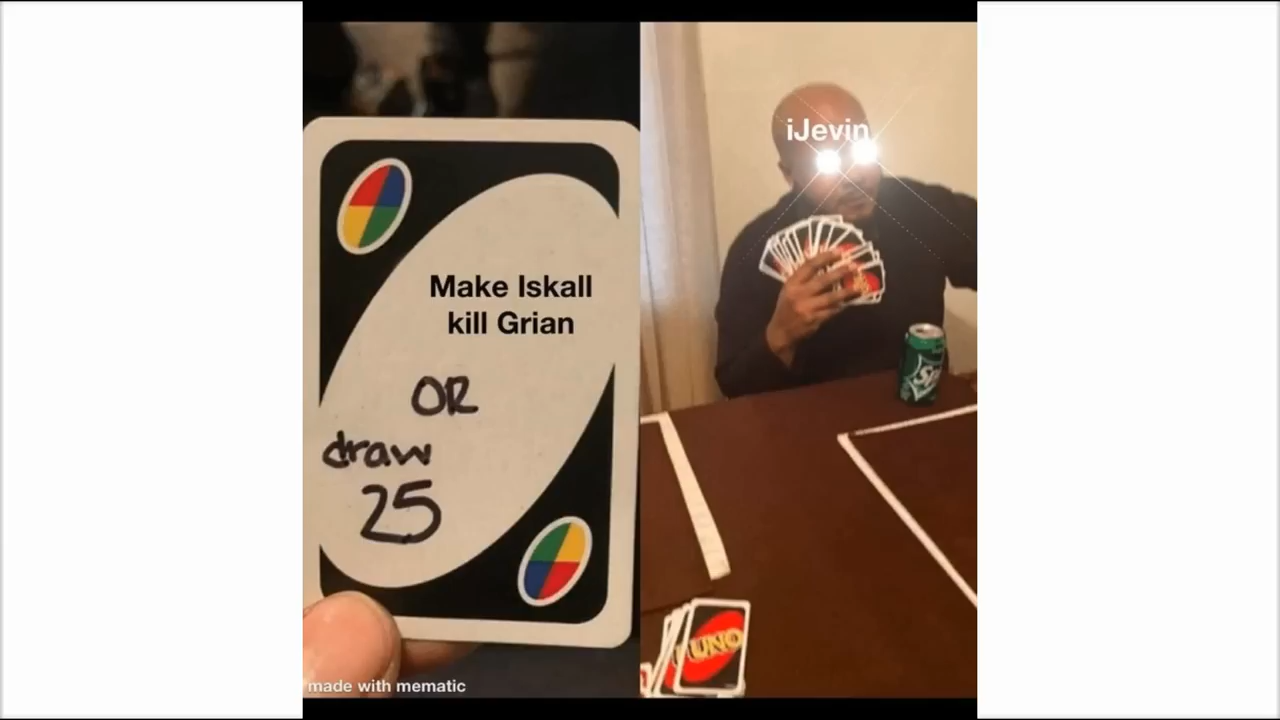 Make Iskall
kill Grian
OR
draw
25
made with mematic
iJevin
UNO